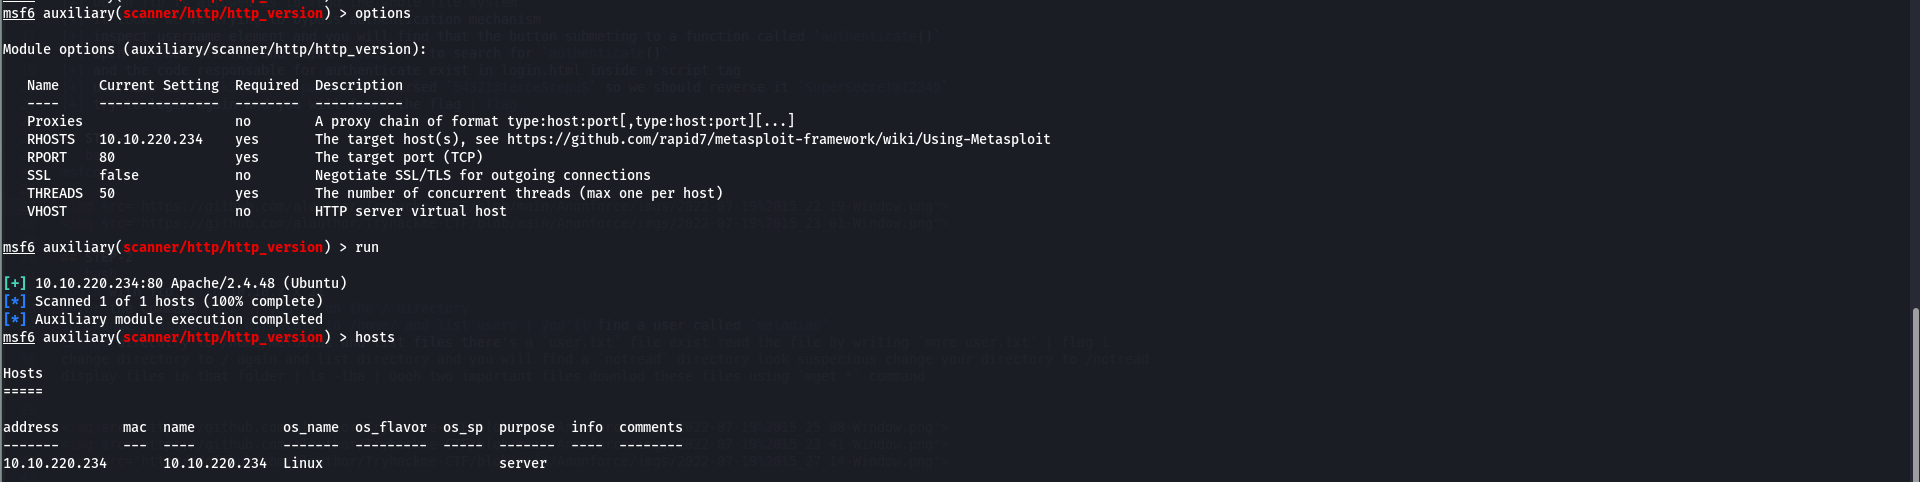 msf6 auxiliary(scanner/http/http_version) > options
Module options (auxiliary/scanner/http/http_version):
Name Current Setting Required Description
---- --------------- -------- -----------
Proxies no A proxy chain of format type:host:port[,type:host:port][...]
RHOSTS 10.10.220.234 yes The target host(s), see https://github.com/rapid7/metasploit-framework/wiki/Using-Metasploit
RPORT 80 yes The target port (TCP)
SSL false no Negotiate SSL/TLS for outgoing connections
THREADS 50 yes The number of concurrent threads (max one per host)
VHOST no HTTP server virtual host
msf6 auxiliary(scanner/http/http_version) > run
[+] 10.10.220.234:80 Apache/2.4.48 (Ubuntu)
[*] Scanned 1 of 1 hosts (100% complete)
[*] Auxiliary module execution completed
msf6 auxiliary(scanner/http/http_version) > hosts
Hosts
=====
address mac name os_name os_flavor os_sp purpose info comments
------- --- ---- ------- --------- ----- ------- ---- --------
10.10.220.234 10.10.220.234 Linux server